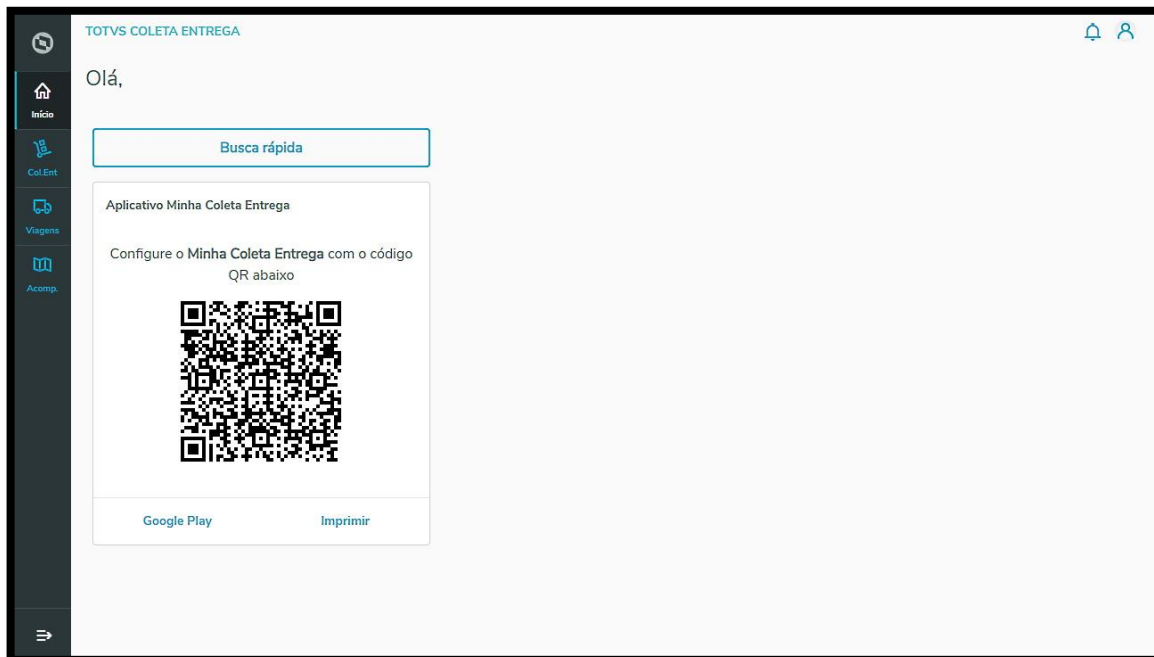 TOTVS COLETA ENTREGA
Olá,
Início
Col.Ent
Viagens
Acomp.
Busca rápida
Aplicativo Minha Coleta Entrega
Configure o Minha Coleta Entrega com o código
QR abaixo
Google Play
Imprimir